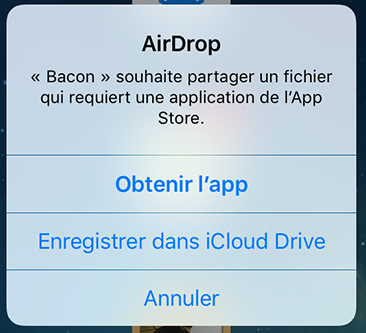 AirDrop
« Bacon » souhaite partager un fichier
qui requiert une application de l’App
Store.
Obtenir l’app
Enregistrer dans iCloud Drive
Annuler